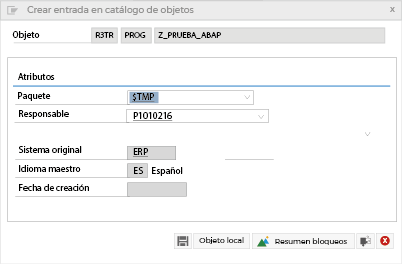 Crear entrada en catálogo de objetos x
Objeto R3TR PROG Z_PRUEBA_ABAP
Atributos
Paquete $TMP
Responsable P1010216
Sistema original ERP
Idioma maestro ES Español
Fecha de creación
Objeto local Resumen bloqueos